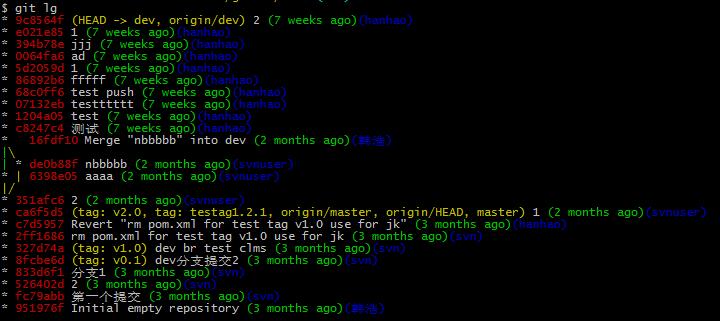 $ git lg
* 9c8564f (HEAD -> dev, origin/dev) 2 (7 weeks ago)(hanhao)
* e021e85 1 (7 weeks ago)(hanhao)
* 394b78e jjj (7 weeks ago)(hanhao)
* 0064fa6 ad (7 weeks ago)(hanhao)
* 5d2059d 1 (7 weeks ago)(hanhao)
* 86892b6 fffff (7 weeks ago)(hanhao)
* 68c0ff6 test push (7 weeks ago)(hanhao)
* 07132eb testttttt (7 weeks ago)(hanhao)
* 1204a05 test (7 weeks ago)(hanhao)
* c8247c4 测试 (7 weeks ago)(hanhao)
*   16fdf10 Merge "nbbbbb" into dev (2 months ago)(韩浩)
|\
| * de0b88f nbbbbb (2 months ago)(svnuser)
* | 6398e05 aaaa (2 months ago)(svnuser)
|/
* 351afc6 2 (2 months ago)(svnuser)
* ca6f5d5 (tag: v2.0, tag: testag1.2.1, origin/master, origin/HEAD, master) 1 (2 months ago)(svnuser)
* c7d5957 Revert "rm pom.xml for test tag v1.0 use for jk" (3 months ago)(hanhao)
* 2ff1686 rm pom.xml for test tag v1.0 use for jk (3 months ago)(svn)
* 327d74a (tag: v1.0) dev br test clms (3 months ago)(svn)
* 8fcbe6d (tag: v0.1) dev分支提交2 (3 months ago)(svn)
* 833d6f1 分支1 (3 months ago)(svn)
* 526402d 2 (3 months ago)(svn)
* fc79abb 第一个提交 (3 months ago)(svn)
* 951976f Initial empty repository (3 months ago)(韩浩)